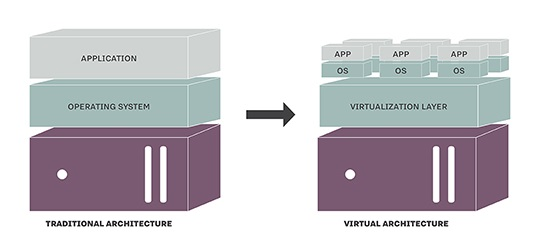 APPLICATION
OPERATING SYSTEM
TRADITIONAL ARCHITECTURE
APP APP APP
OS OS OS
VIRTUALIZATION LAYER
VIRTUAL ARCHITECTURE